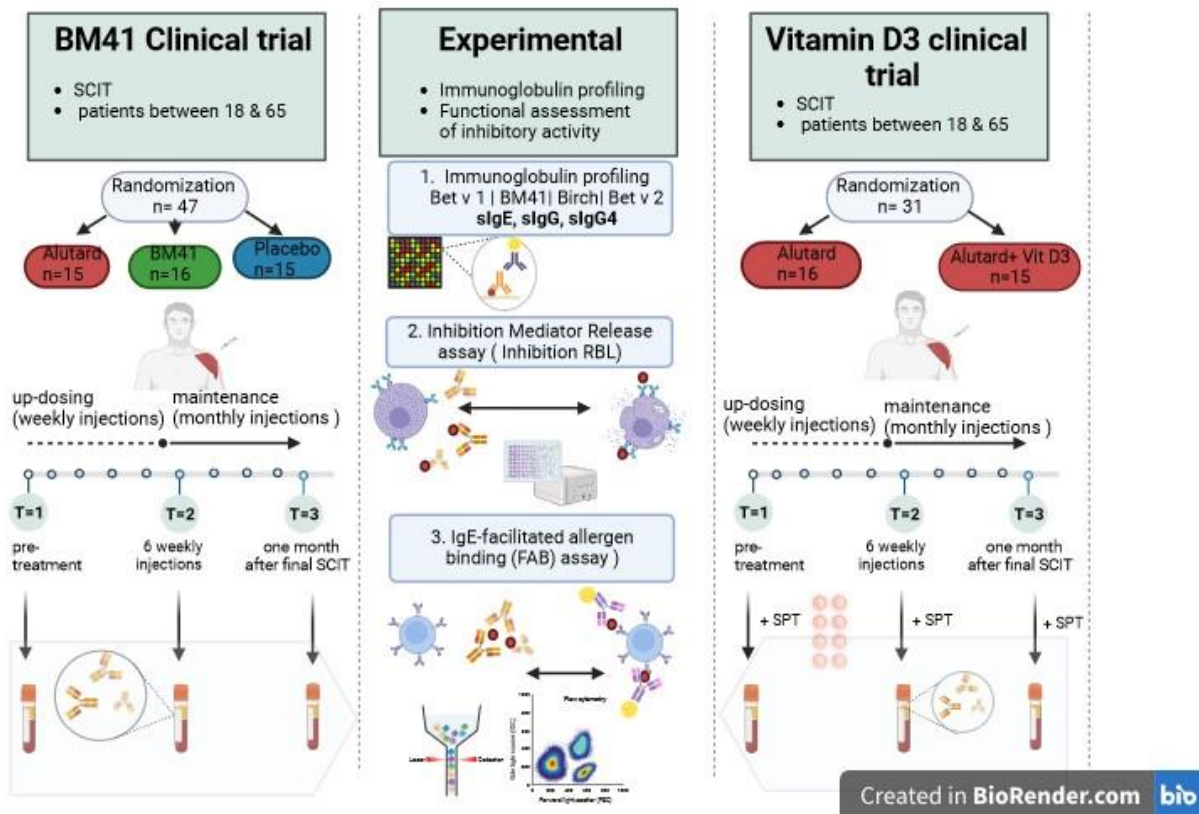 BM41 Clinical trial
• SCIT
• patients between 18 & 65
Randomization
n= 47
Alutard
n=15
BM41
n=16
Placebo
n=15
up-dosing
(weekly injections)
maintenance
(monthly injections )
T=1
T=2
T=3
pre-
treatment
6 weekly
injections
one month
after final SCIT
Experimental
• Immunoglobulin profiling
• Functional assessment
of inhibitory activity
1. Immunoglobulin profiling
Bet v 1 | BM41| Birch| Bet v 2
sIgE, sIgG, sIgG4
2. Inhibition Mediator Release
assay ( Inhibition RBL)
3. IgE-facilitated allergen
binding (FAB) assay )
Flow cytometry
Laser
Detector
Vitamin D3 clinical
trial
• SCIT
• patients between 18 & 65
Randomization
n= 31
Alutard
n=16
Alutard+ Vit D3
n=15
up-dosing
(weekly injections)
maintenance
(monthly injections )
T=1
T=2
T=3
pre-
treatment
6 weekly
injections
one month
after final SCIT
+ SPT
+ SPT
+ SPT
Created in BioRender.com bio